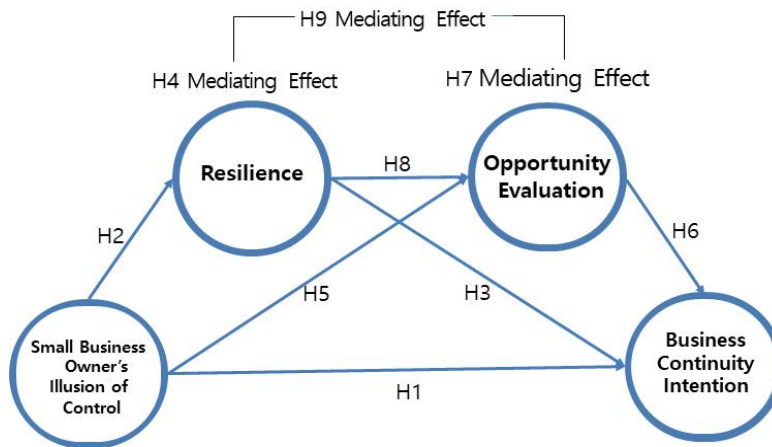 H9 Mediating Effect
H4 Mediating Effect
H7 Mediating Effect
Resilience
H8
Opportunity
Evaluation
H2
H5
H3
H6
Small Business
Owner's
Illusion of
Control
H1
Business
Continuity
Intention